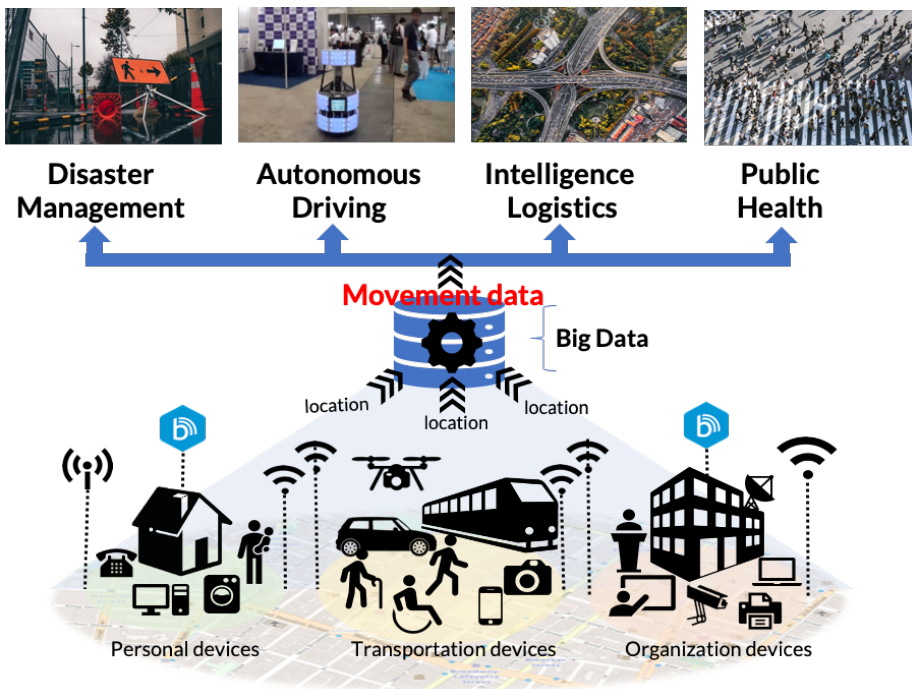 Disaster
Management
Autonomous
Driving
Intelligence
Logistics
Public
Health
Movement data
Big Data
location
location
location
b
Personal devices
Transportation devices
b
Organization devices